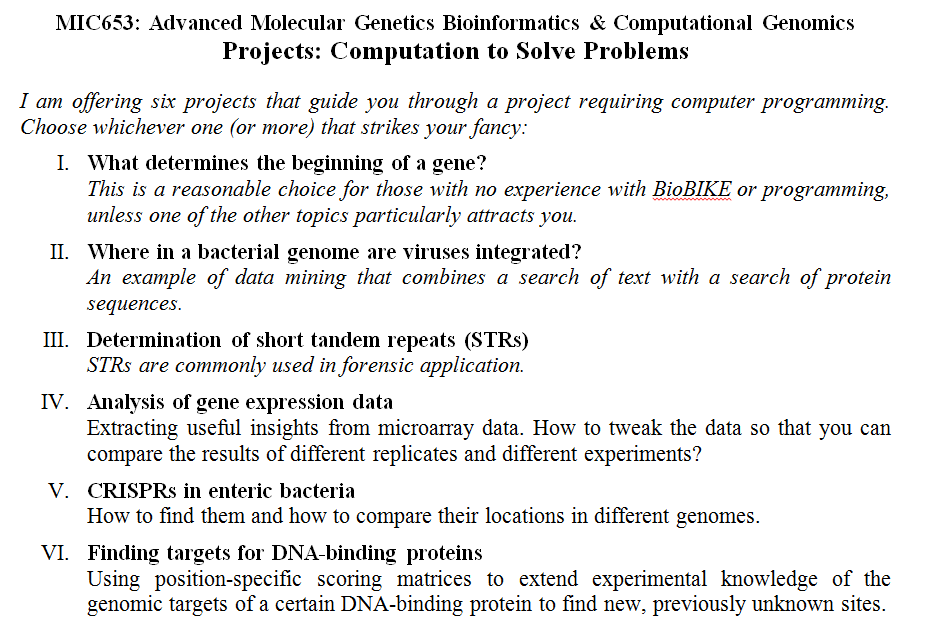 MIC653: Advanced Molecular Genetics Bioinformatics & Computational Genomics
Projects: Computation to Solve Problems
I am offering six projects that guide you through a project requiring computer programming.
Choose whichever one (or more) that strikes your fancy:
I. What determines the beginning of a gene?
This is a reasonable choice for those with no experience with BioBIKE or programming,
unless one of the other topics particularly attracts you.
II. Where in a bacterial genome are viruses integrated?
An example of data mining that combines a search of text with a search of protein
sequences.
III. Determination of short tandem repeats (STRs)
STRs are commonly used in forensic application.
IV. Analysis of gene expression data
Extracting useful insights from microarray data. How to tweak the data so that you can
compare the results of different replicates and different experiments?
V. CRISPRs in enteric bacteria
How to find them and how to compare their locations in different genomes.
VI. Finding targets for DNA-binding proteins
Using position-specific scoring matrices to extend experimental knowledge of the
genomic targets of a certain DNA-binding protein to find new, previously unknown sites.